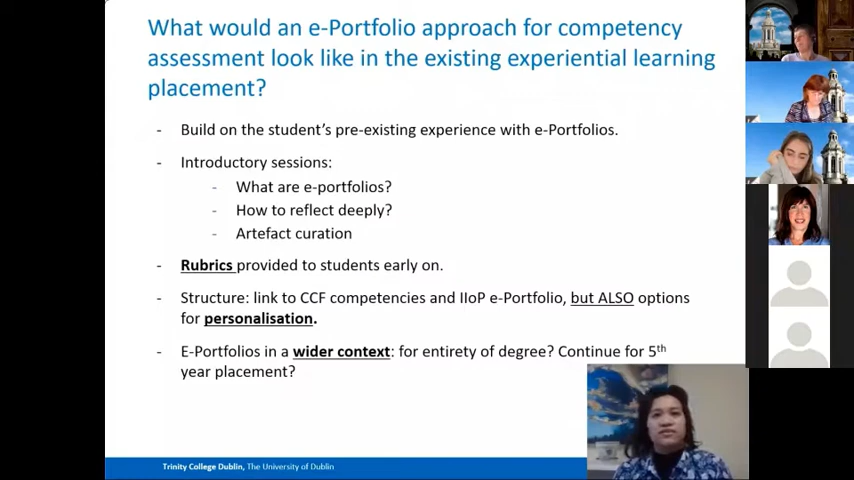 What would an e-Portfolio approach for competency
assessment look like in the existing experiential learning
placement?
- Build on the student's pre-existing experience with e-Portfolios.
- Introductory sessions:
- What are e-portfolios?
- How to reflect deeply?
- Artefact curation
- Rubrics provided to students early on.
- Structure: link to CCF competencies and IIoP e-Portfolio, but ALSO options
for personalisation.
- E-Portfolios in a wider context: for entirety of degree? Continue for 5th
year placement?
Trinity College Dublin, The University of Dublin